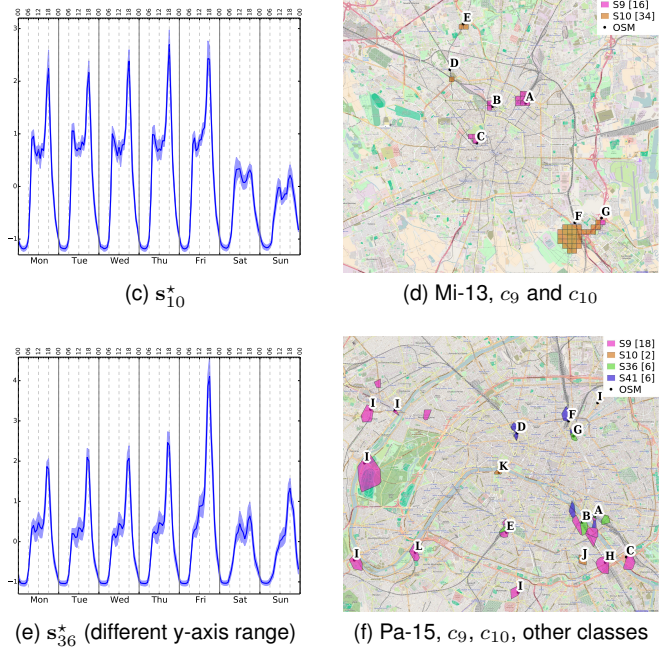 00 06 12 18 00 06 12 18 00 06 12 18 00 06 12 18 00 06 12 18 00 06 12 18 00 06 12 18 00
3
2
1
0
−1
Mon Tue Wed Thu Fri Sat Sun
(c) s⋆10
S9 [16]
S10 [34]
OSM
E
D
B A
C
F G
(d) Mi-13, c9 and c10
00 06 12 18 00 06 12 18 00 06 12 18 00 06 12 18 00 06 12 18 00 06 12 18 00 06 12 18 00
4
3
2
1
0
−1
Mon Tue Wed Thu Fri Sat Sun
(e) s⋆36 (different y-axis range)
S9 [18]
S10 [2]
S36 [6]
S41 [6]
OSM
I I I
F
D G
I
K
B A
E
I L J H C
I
(f) Pa-15, c9, c10, other classes